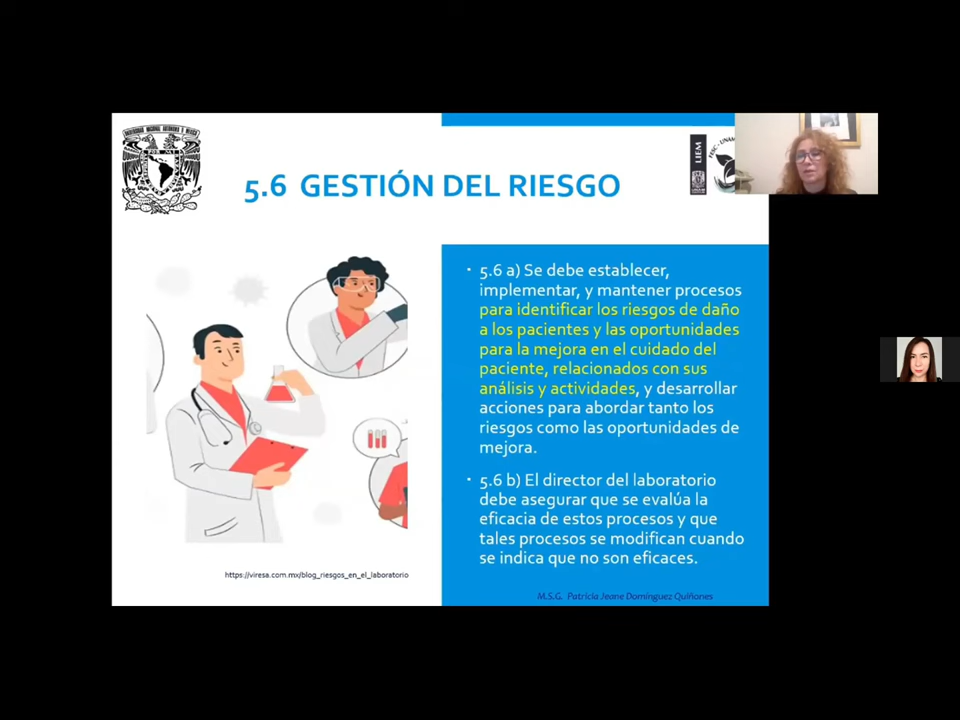 5.6 GESTIÓN DEL RIESGO
LIEM
• 5.6 a) Se debe establecer,
implementar, y mantener procesos
para identificar los riesgos de daño
a los pacientes y las oportunidades
para la mejora en el cuidado del
paciente, relacionados con sus
análisis y actividades, y desarrollar
acciones para abordar tanto los
riesgos como las oportunidades de
mejora.
• 5.6 b) El director del laboratorio
debe asegurar que se evalúa la
eficacia de estos procesos y que
tales procesos se modifican cuando
se indica que no son eficaces.
https://viresa.com.mx/blog_riesgos_en_el_laboratorio
M.S.G. Patricia Jeane Domínguez Quiñones